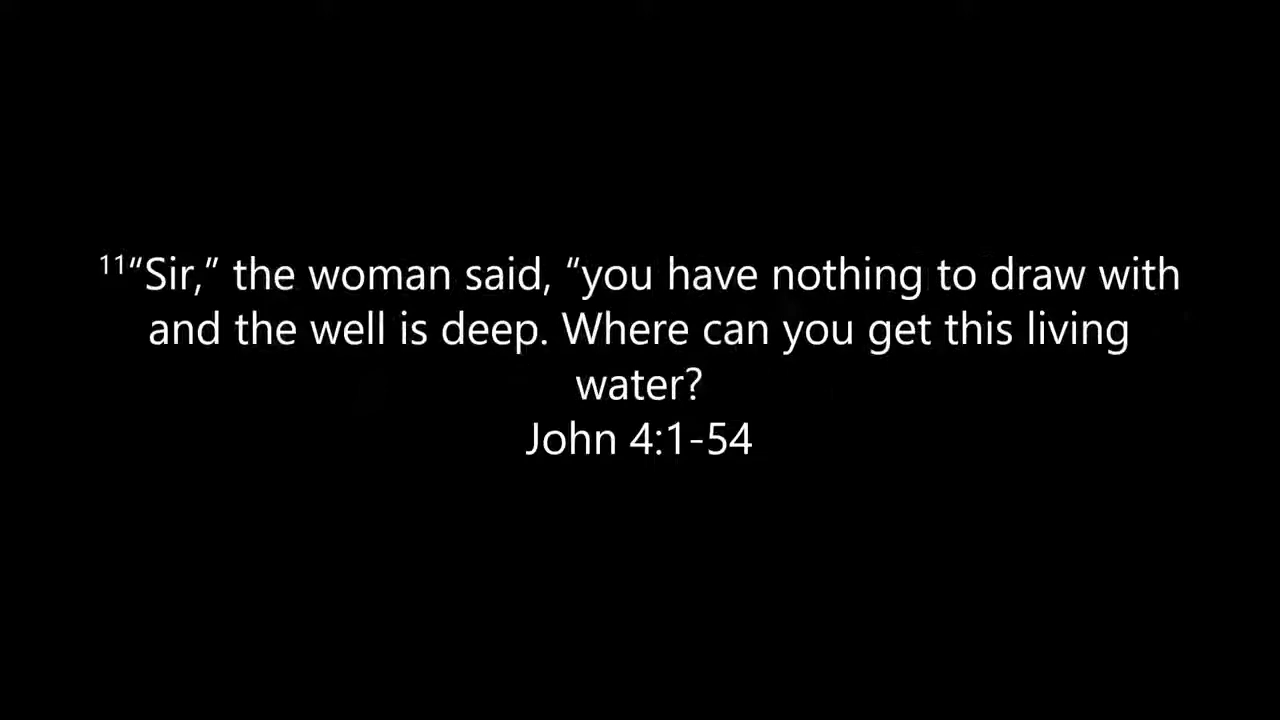 11“Sir,” the woman said, “you have nothing to draw with
and the well is deep. Where can you get this living
water?
John 4:1-54